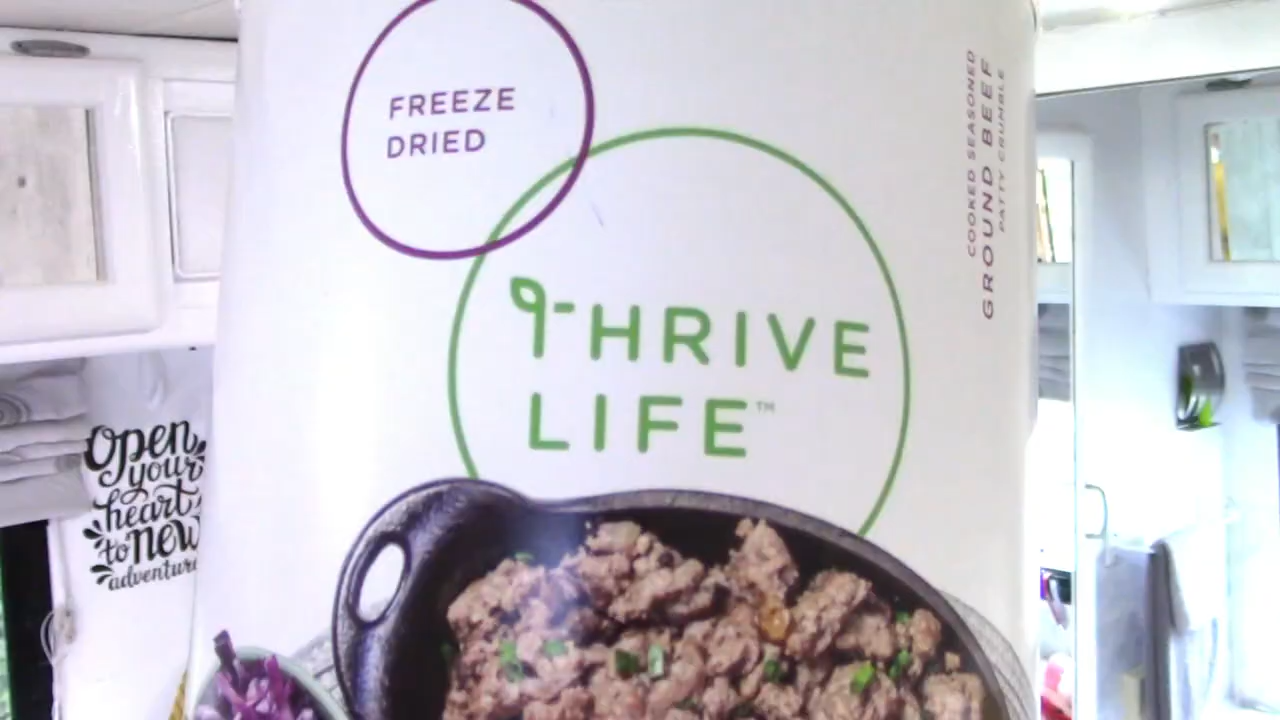 FREEZE
DRIED
THRIVE
LIFE™
COOKED SEASONED
GROUND BEEF
PATTY CRUMBLE
Open
your
heart
to new
adventure